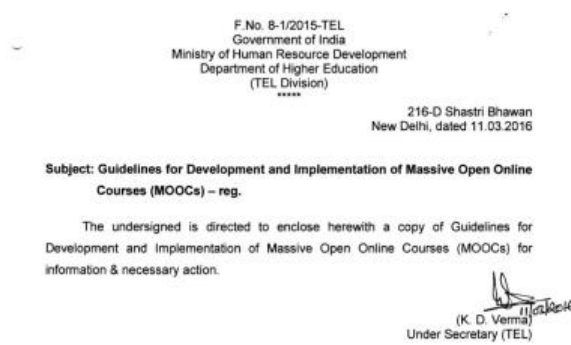 F.No. 8-1/2015-TEL
Government of India
Ministry of Human Resource Development
Department of Higher Education
(TEL Division)
*****
216-D Shastri Bhawan
New Delhi, dated 11.03.2016
Subject: Guidelines for Development and Implementation of Massive Open Online
Courses (MOOCs) – reg.
The undersigned is directed to enclose herewith a copy of Guidelines for
Development and Implementation of Massive Open Online Courses (MOOCs) for
information & necessary action.
(K. D. Verma)
Under Secretary (TEL)